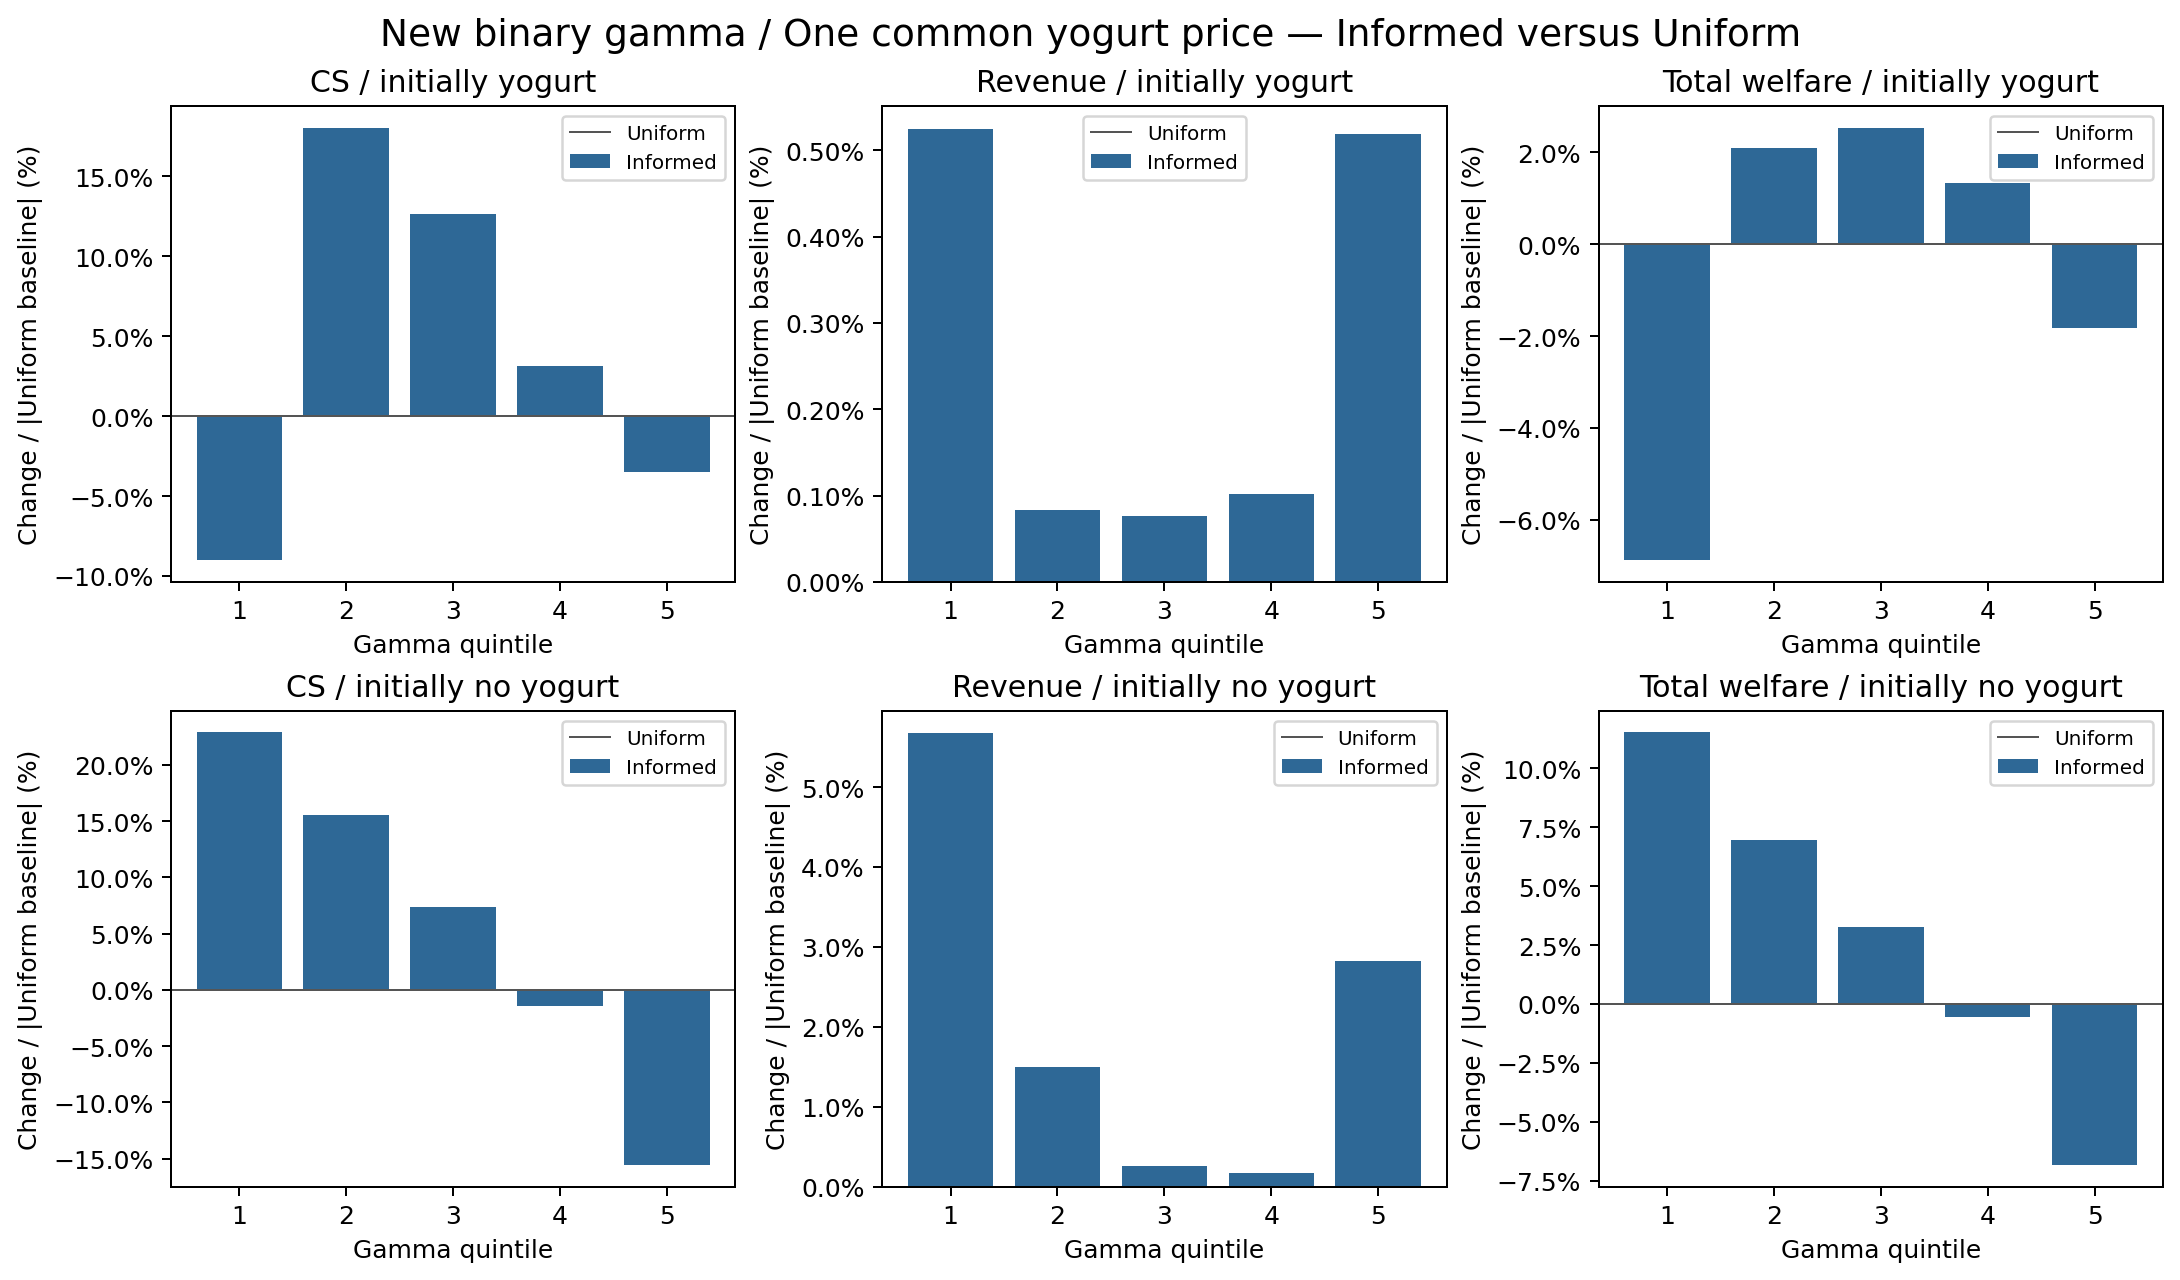 New binary gamma / One common yogurt price — Informed versus Uniform
CS / initially yogurt
Change / |Uniform baseline| (%)
15.0%
10.0%
5.0%
0.0%
−5.0%
−10.0%
Uniform
Informed
1 2 3 4 5
Gamma quintile
Revenue / initially yogurt
Change / |Uniform baseline| (%)
0.50%
0.40%
0.30%
0.20%
0.10%
0.00%
Uniform
Informed
1 2 3 4 5
Gamma quintile
Total welfare / initially yogurt
Change / |Uniform baseline| (%)
2.0%
0.0%
−2.0%
−4.0%
−6.0%
Uniform
Informed
1 2 3 4 5
Gamma quintile
CS / initially no yogurt
Change / |Uniform baseline| (%)
20.0%
15.0%
10.0%
5.0%
0.0%
−5.0%
−10.0%
−15.0%
Uniform
Informed
1 2 3 4 5
Gamma quintile
Revenue / initially no yogurt
Change / |Uniform baseline| (%)
5.0%
4.0%
3.0%
2.0%
1.0%
0.0%
Uniform
Informed
1 2 3 4 5
Gamma quintile
Total welfare / initially no yogurt
Change / |Uniform baseline| (%)
10.0%
7.5%
5.0%
2.5%
0.0%
−2.5%
−5.0%
−7.5%
Uniform
Informed
1 2 3 4 5
Gamma quintile